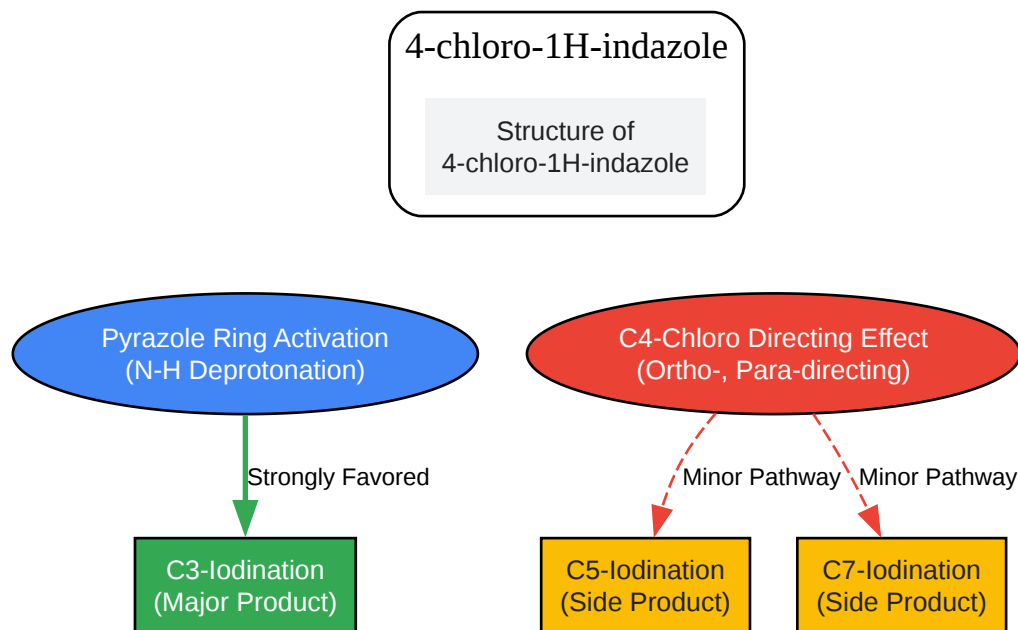 4-chloro-1H-indazole
Structure of
4-chloro-1H-indazole
Pyrazole Ring Activation
(N-H Deprotonation)
C4-Chloro Directing Effect
(Ortho-, Para-directing)
Strongly Favored
Minor Pathway
Minor Pathway
C3-Iodination
(Major Product)
C5-Iodination
(Side Product)
C7-Iodination
(Side Product)